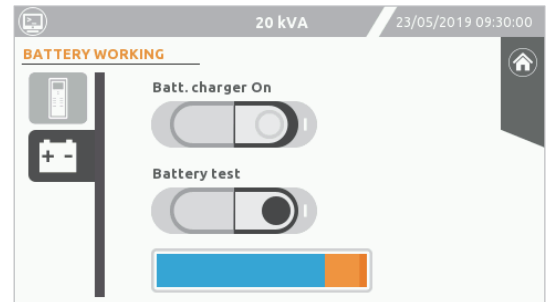 20 kVA
23/05/2019 09:30:00
BATTERY WORKING
Batt. charger On
+ -
Battery test